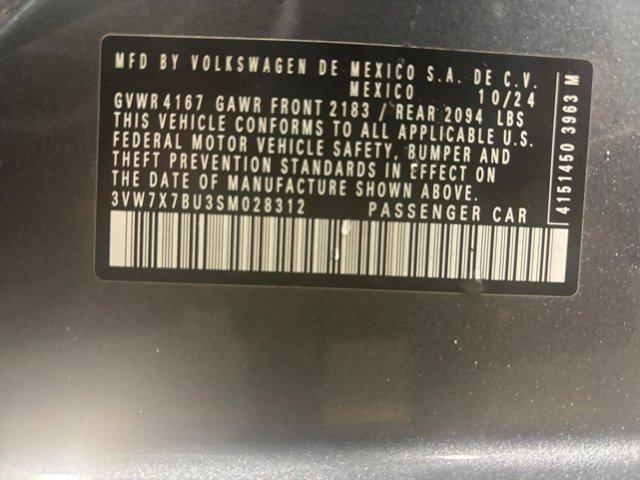 MFD BY VOLKSWAGEN DE MEXICO S.A. DE C.V.
MEXICO 10/24
GVWR 4167 GAWR FRONT 2183 / REAR 2094 LBS
THIS VEHICLE CONFORMS TO ALL APPLICABLE U.S.
FEDERAL MOTOR VEHICLE SAFETY, BUMPER AND
THEFT PREVENTION STANDARDS IN EFFECT ON
THE DATE OF MANUFACTURE SHOWN ABOVE.
3VW7X7BU3SM028312 PASSENGER CAR
4151450 3963 M